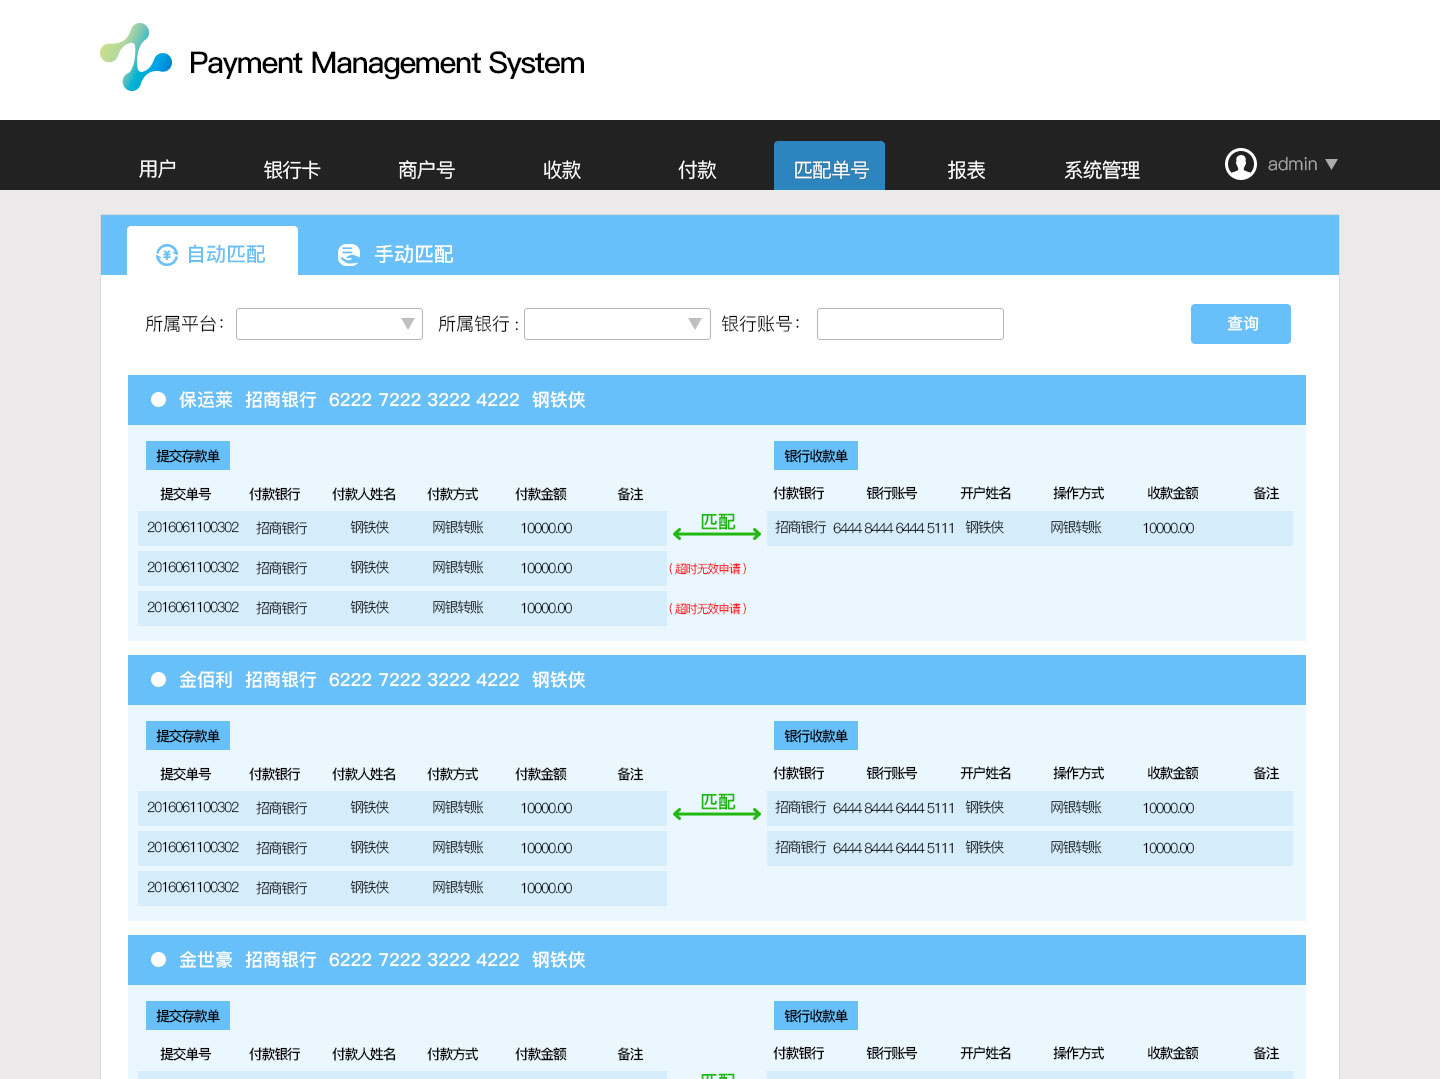 Payment Management System
用户 银行卡 商户号 收款 付款 匹配单号 报表 系统管理 admin
自动匹配 手动匹配
所属平台： 所属银行： 银行账号： 查询
保运莱 招商银行 6222 7222 3222 4222 钢铁侠
提交存款单 银行收款单
提交单号 付款银行 付款人姓名 付款方式 付款金额 备注 付款银行 银行账号 开户姓名 操作方式 收款金额 备注
2016061100302 招商银行 钢铁侠 网银转账 10000.00 匹配 招商银行 6444 8444 6444 5111 钢铁侠 网银转账 10000.00
2016061100302 招商银行 钢铁侠 网银转账 10000.00 （超时无效申请）
2016061100302 招商银行 钢铁侠 网银转账 10000.00 （超时无效申请）
金佰利 招商银行 6222 7222 3222 4222 钢铁侠
提交存款单 银行收款单
提交单号 付款银行 付款人姓名 付款方式 付款金额 备注 付款银行 银行账号 开户姓名 操作方式 收款金额 备注
2016061100302 招商银行 钢铁侠 网银转账 10000.00 匹配 招商银行 6444 8444 6444 5111 钢铁侠 网银转账 10000.00
2016061100302 招商银行 钢铁侠 网银转账 10000.00 招商银行 6444 8444 6444 5111 钢铁侠 网银转账 10000.00
2016061100302 招商银行 钢铁侠 网银转账 10000.00
金世豪 招商银行 6222 7222 3222 4222 钢铁侠
提交存款单 银行收款单
提交单号 付款银行 付款人姓名 付款方式 付款金额 备注 付款银行 银行账号 开户姓名 操作方式 收款金额 备注